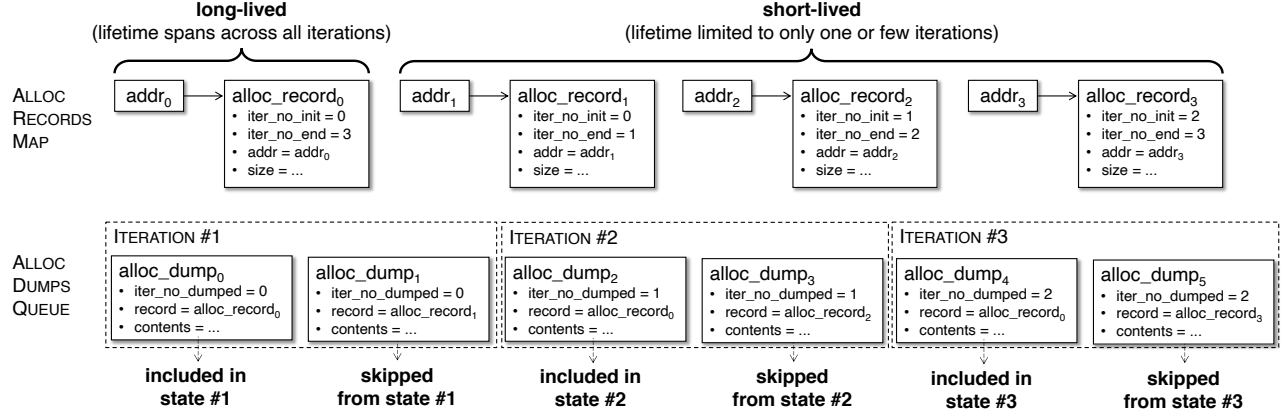 long-lived
(lifetime spans across all iterations)
short-lived
(lifetime limited to only one or few iterations)
ALLOC
RECORDS
MAP
addr0
alloc_record0
• iter_no_init = 0
• iter_no_end = 3
• addr = addr0
• size = ...
addr1
alloc_record1
• iter_no_init = 0
• iter_no_end = 1
• addr = addr1
• size = ...
addr2
alloc_record2
• iter_no_init = 1
• iter_no_end = 2
• addr = addr2
• size = ...
addr3
alloc_record3
• iter_no_init = 2
• iter_no_end = 3
• addr = addr3
• size = ...
ALLOC
DUMPS
QUEUE
ITERATION #1
alloc_dump0
• iter_no_dumped = 0
• record = alloc_record0
• contents = ...
alloc_dump1
• iter_no_dumped = 0
• record = alloc_record1
• contents = ...
ITERATION #2
alloc_dump2
• iter_no_dumped = 1
• record = alloc_record0
• contents = ...
alloc_dump3
• iter_no_dumped = 1
• record = alloc_record2
• contents = ...
ITERATION #3
alloc_dump4
• iter_no_dumped = 2
• record = alloc_record0
• contents = ...
alloc_dump5
• iter_no_dumped = 2
• record = alloc_record3
• contents = ...
included in
state #1
skipped
from state #1
included in
state #2
skipped
from state #2
included in
state #3
skipped
from state #3